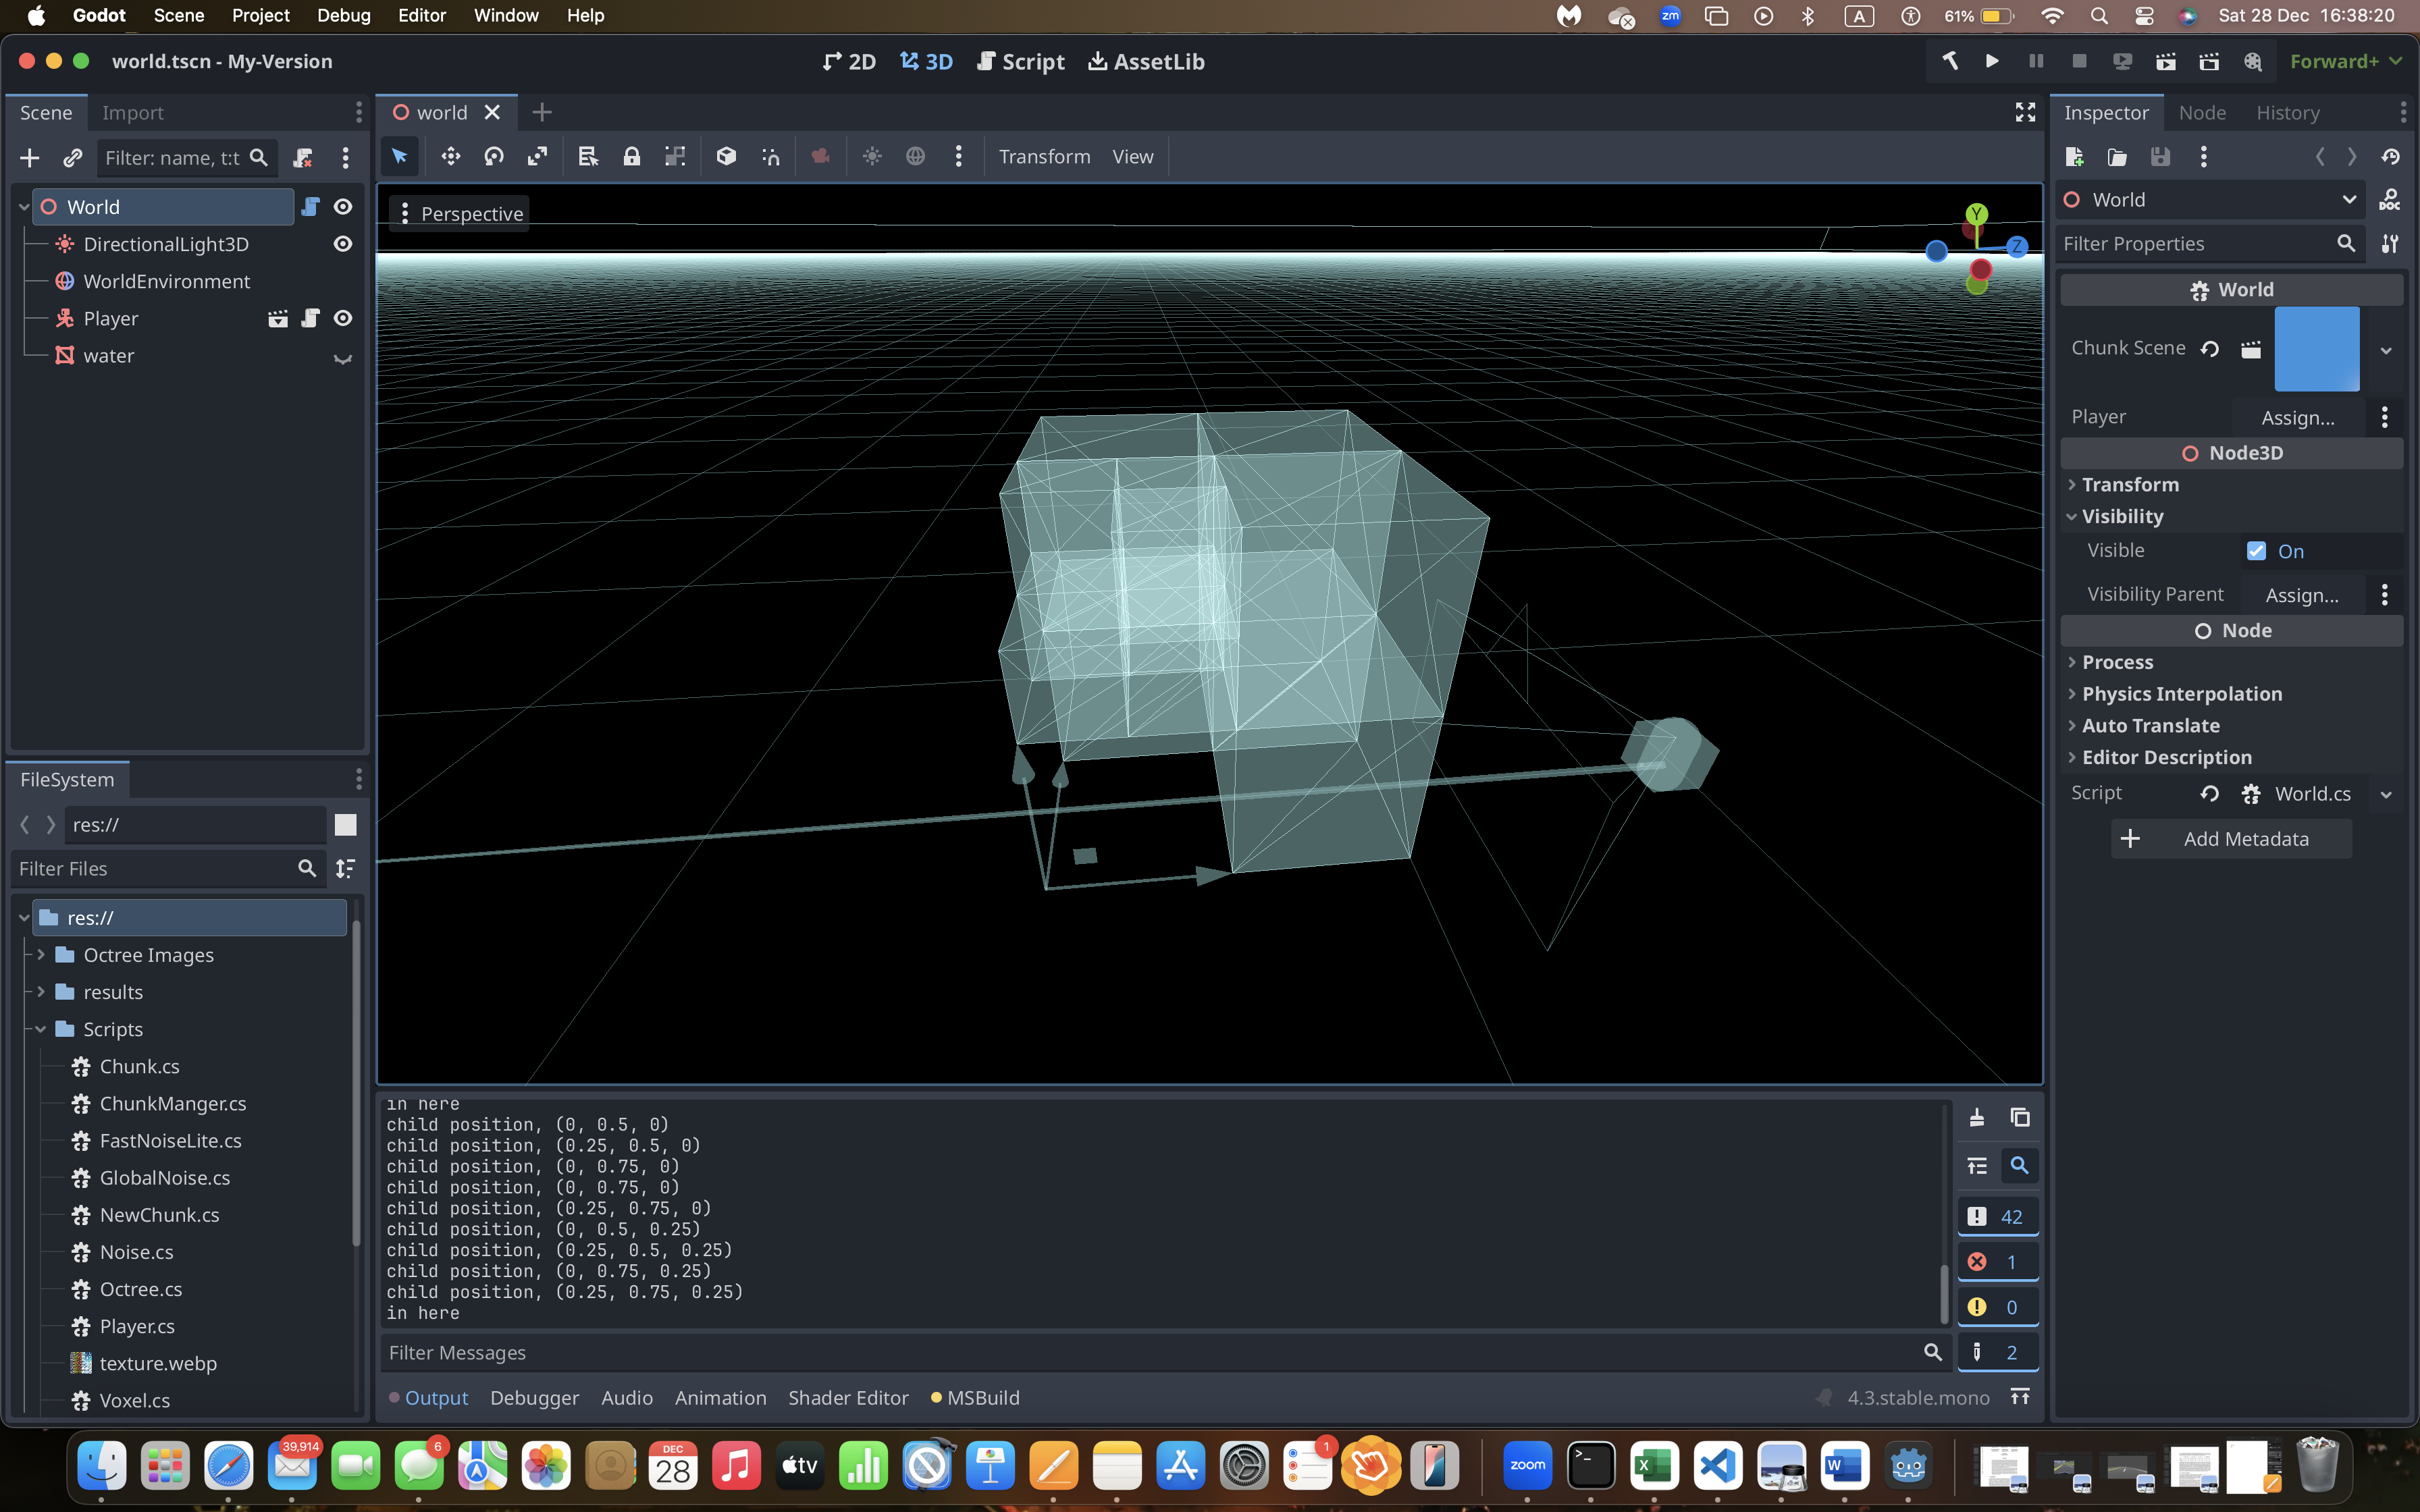 Godot Scene Project Debug Editor Window Help
zm A 61% Sat 28 Dec 16:38:20
world.tscn - My-Version
2D 3D Script AssetLib
Forward+
Scene Import
Filter: name, t:t
World
DirectionalLight3D
WorldEnvironment
Player
water
FileSystem
res://
Filter Files
res://
Octree Images
results
Scripts
Chunk.cs
ChunkManger.cs
FastNoiseLite.cs
GlobalNoise.cs
NewChunk.cs
Noise.cs
Octree.cs
Player.cs
texture.webp
Voxel.cs
world
Transform View
Perspective
Y
Z
in here
child position, (0, 0.5, 0)
child position, (0.25, 0.5, 0)
child position, (0, 0.75, 0)
child position, (0, 0.75, 0)
child position, (0.25, 0.75, 0)
child position, (0, 0.5, 0.25)
child position, (0.25, 0.5, 0.25)
child position, (0, 0.75, 0.25)
child position, (0.25, 0.75, 0.25)
in here
42
1
0
2
Filter Messages
Output Debugger Audio Animation Shader Editor MSBuild
4.3.stable.mono
Inspector Node History
World
DOC
Filter Properties
World
Chunk Scene
Player Assign...
Node3D
Transform
Visibility
Visible On
Visibility Parent Assign...
Node
Process
Physics Interpolation
Auto Translate
Editor Description
Script World.cs
Add Metadata
39,914
6
DEC
28
tv
1
zoom
X
W